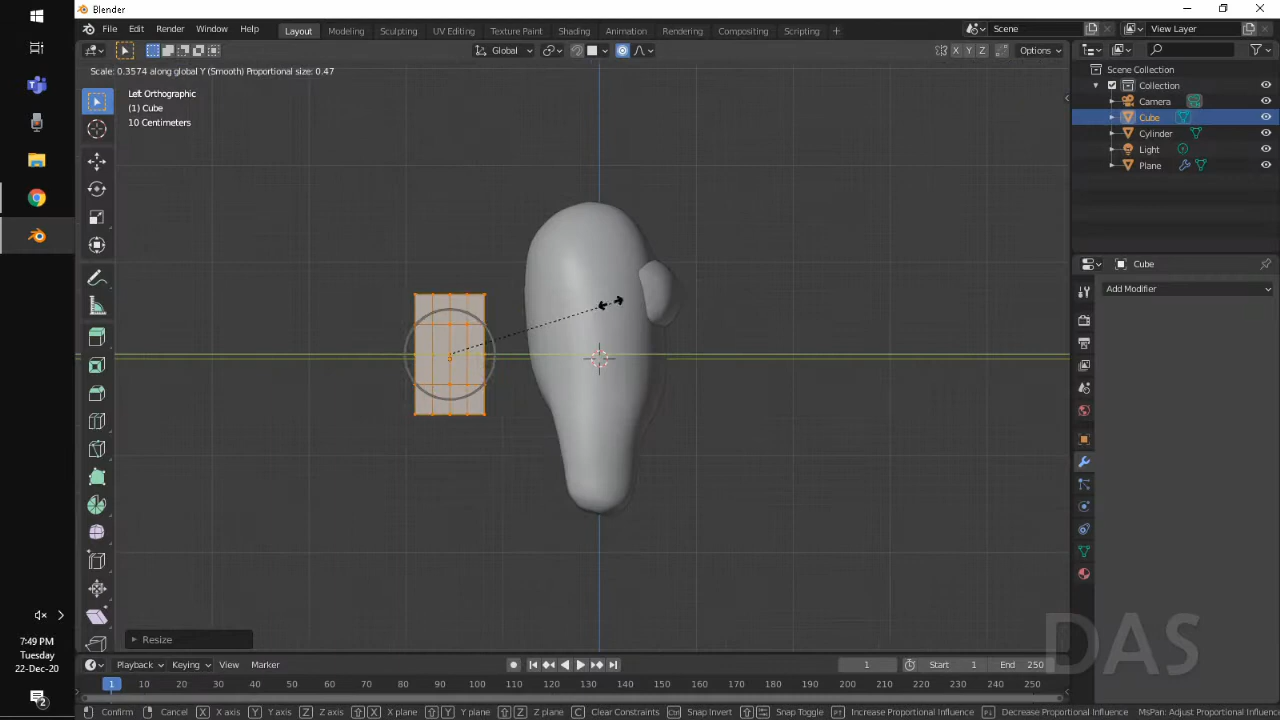 Blender
File Edit Render Window Help Layout Modeling Sculpting UV Editing Texture Paint Shading Animation Rendering Compositing Scripting + Scene View Layer
Global Options X Y Z
Scale: 0.3574 along global Y (Smooth) Proportional size: 0.47
Left Orthographic
(1) Cube
10 Centimeters
Scene Collection
Collection
Camera
Cube
Cylinder
Light
Plane
Cube
Add Modifier
Resize
DAS
7:49 PM
Tuesday
22-Dec-20
2
Playback Keying View Marker 1 Start 1 End 250
1 10 20 30 40 50 60 70 80 90 100 110 120 130 140 150 160 170 180 190 200 210 220 230 240 250
Confirm Cancel X X axis Y Y axis Z Z axis X X plane Y Y plane Z Z plane C Clear Constraints Ctrl Snap Invert Snap Toggle Increase Proportional Influence Decrease Proportional Influence MsPan: Adjust Proportional Influence